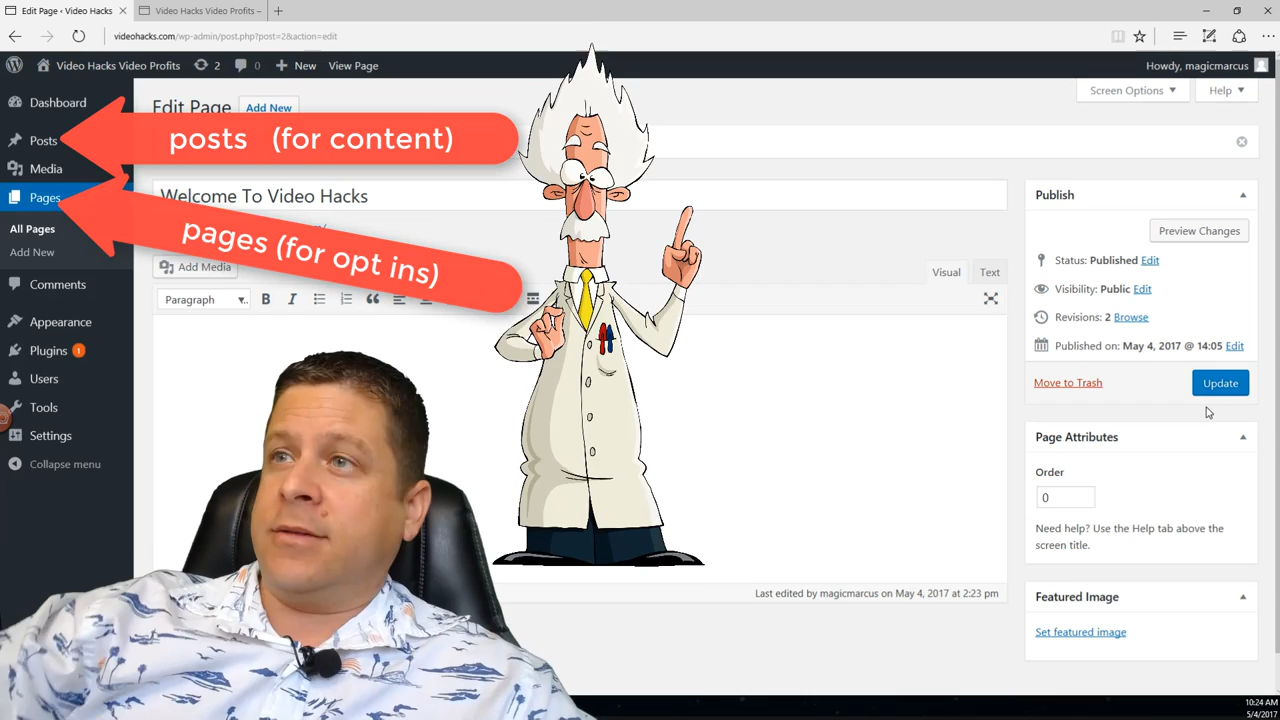 Edit Page ‹ Video Hacks
Video Hacks Video Profits –
videohacks.com/wp-admin/post.php?post=2&action=edit
Video Hacks Video Profits
2
0
New
View Page
Howdy, magicmarcus
Dashboard
Posts
Media
Pages
All Pages
Add New
Comments
Appearance
Plugins 1
Users
Tools
Settings
Collapse menu
Edit Page
Add New
Screen Options
Help
posts (for content)
pages (for opt ins)
Welcome To Video Hacks
Add Media
Visual
Text
Paragraph
B
I
Last edited by magicmarcus on May 4, 2017 at 2:23 pm
Publish
Preview Changes
Status: Published Edit
Visibility: Public Edit
Revisions: 2 Browse
Published on: May 4, 2017 @ 14:05 Edit
Move to Trash
Update
Page Attributes
Order
0
Need help? Use the Help tab above the
screen title.
Featured Image
Set featured image
10:24 AM
5/4/2017